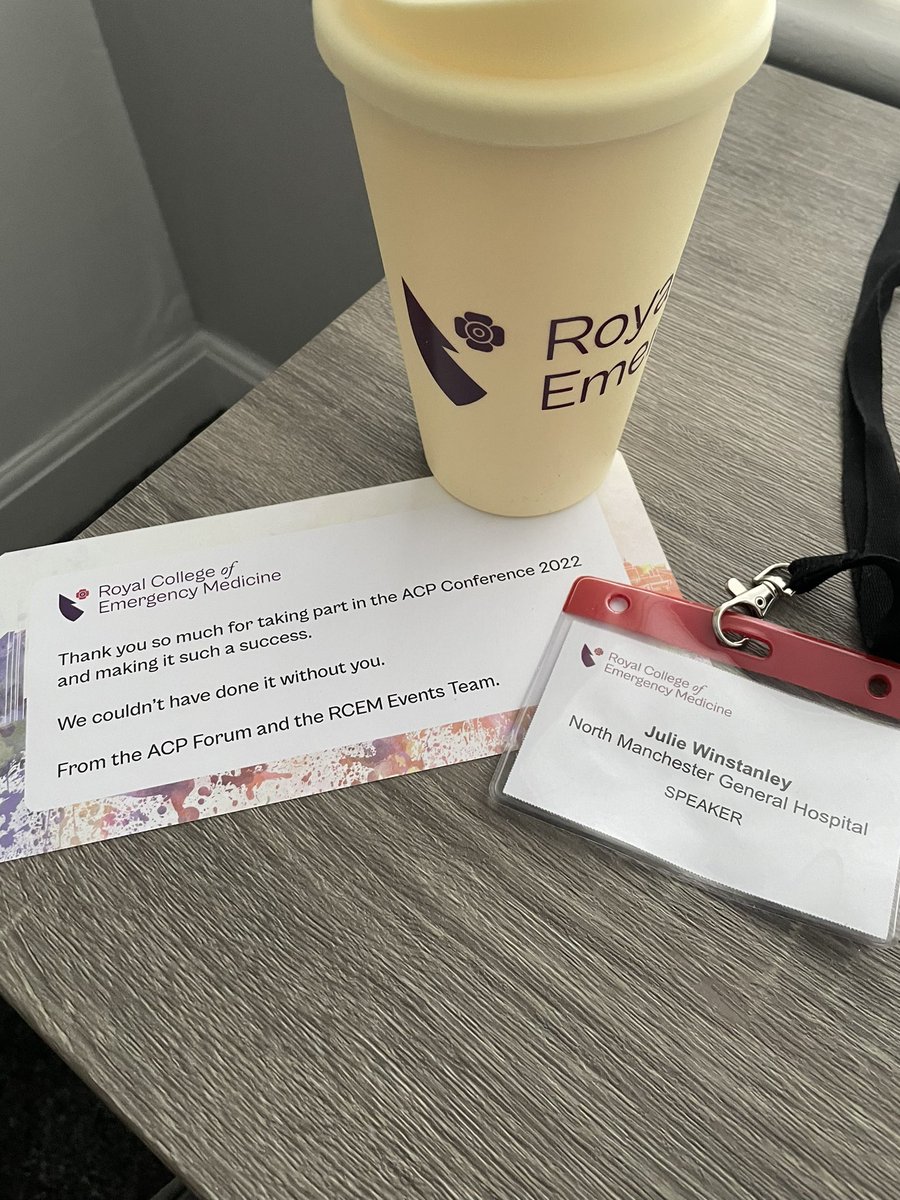 Roya
Eme
Royal College of
Emergency Medicine
Thank you so much for taking part in the ACP Conference 2022
and making it such a success.
We couldn't have done it without you.
From the ACP Forum and the RCEM Events Team.
Royal College of
Emergency Medicine
Julie Winstanley
North Manchester General Hospital
SPEAKER